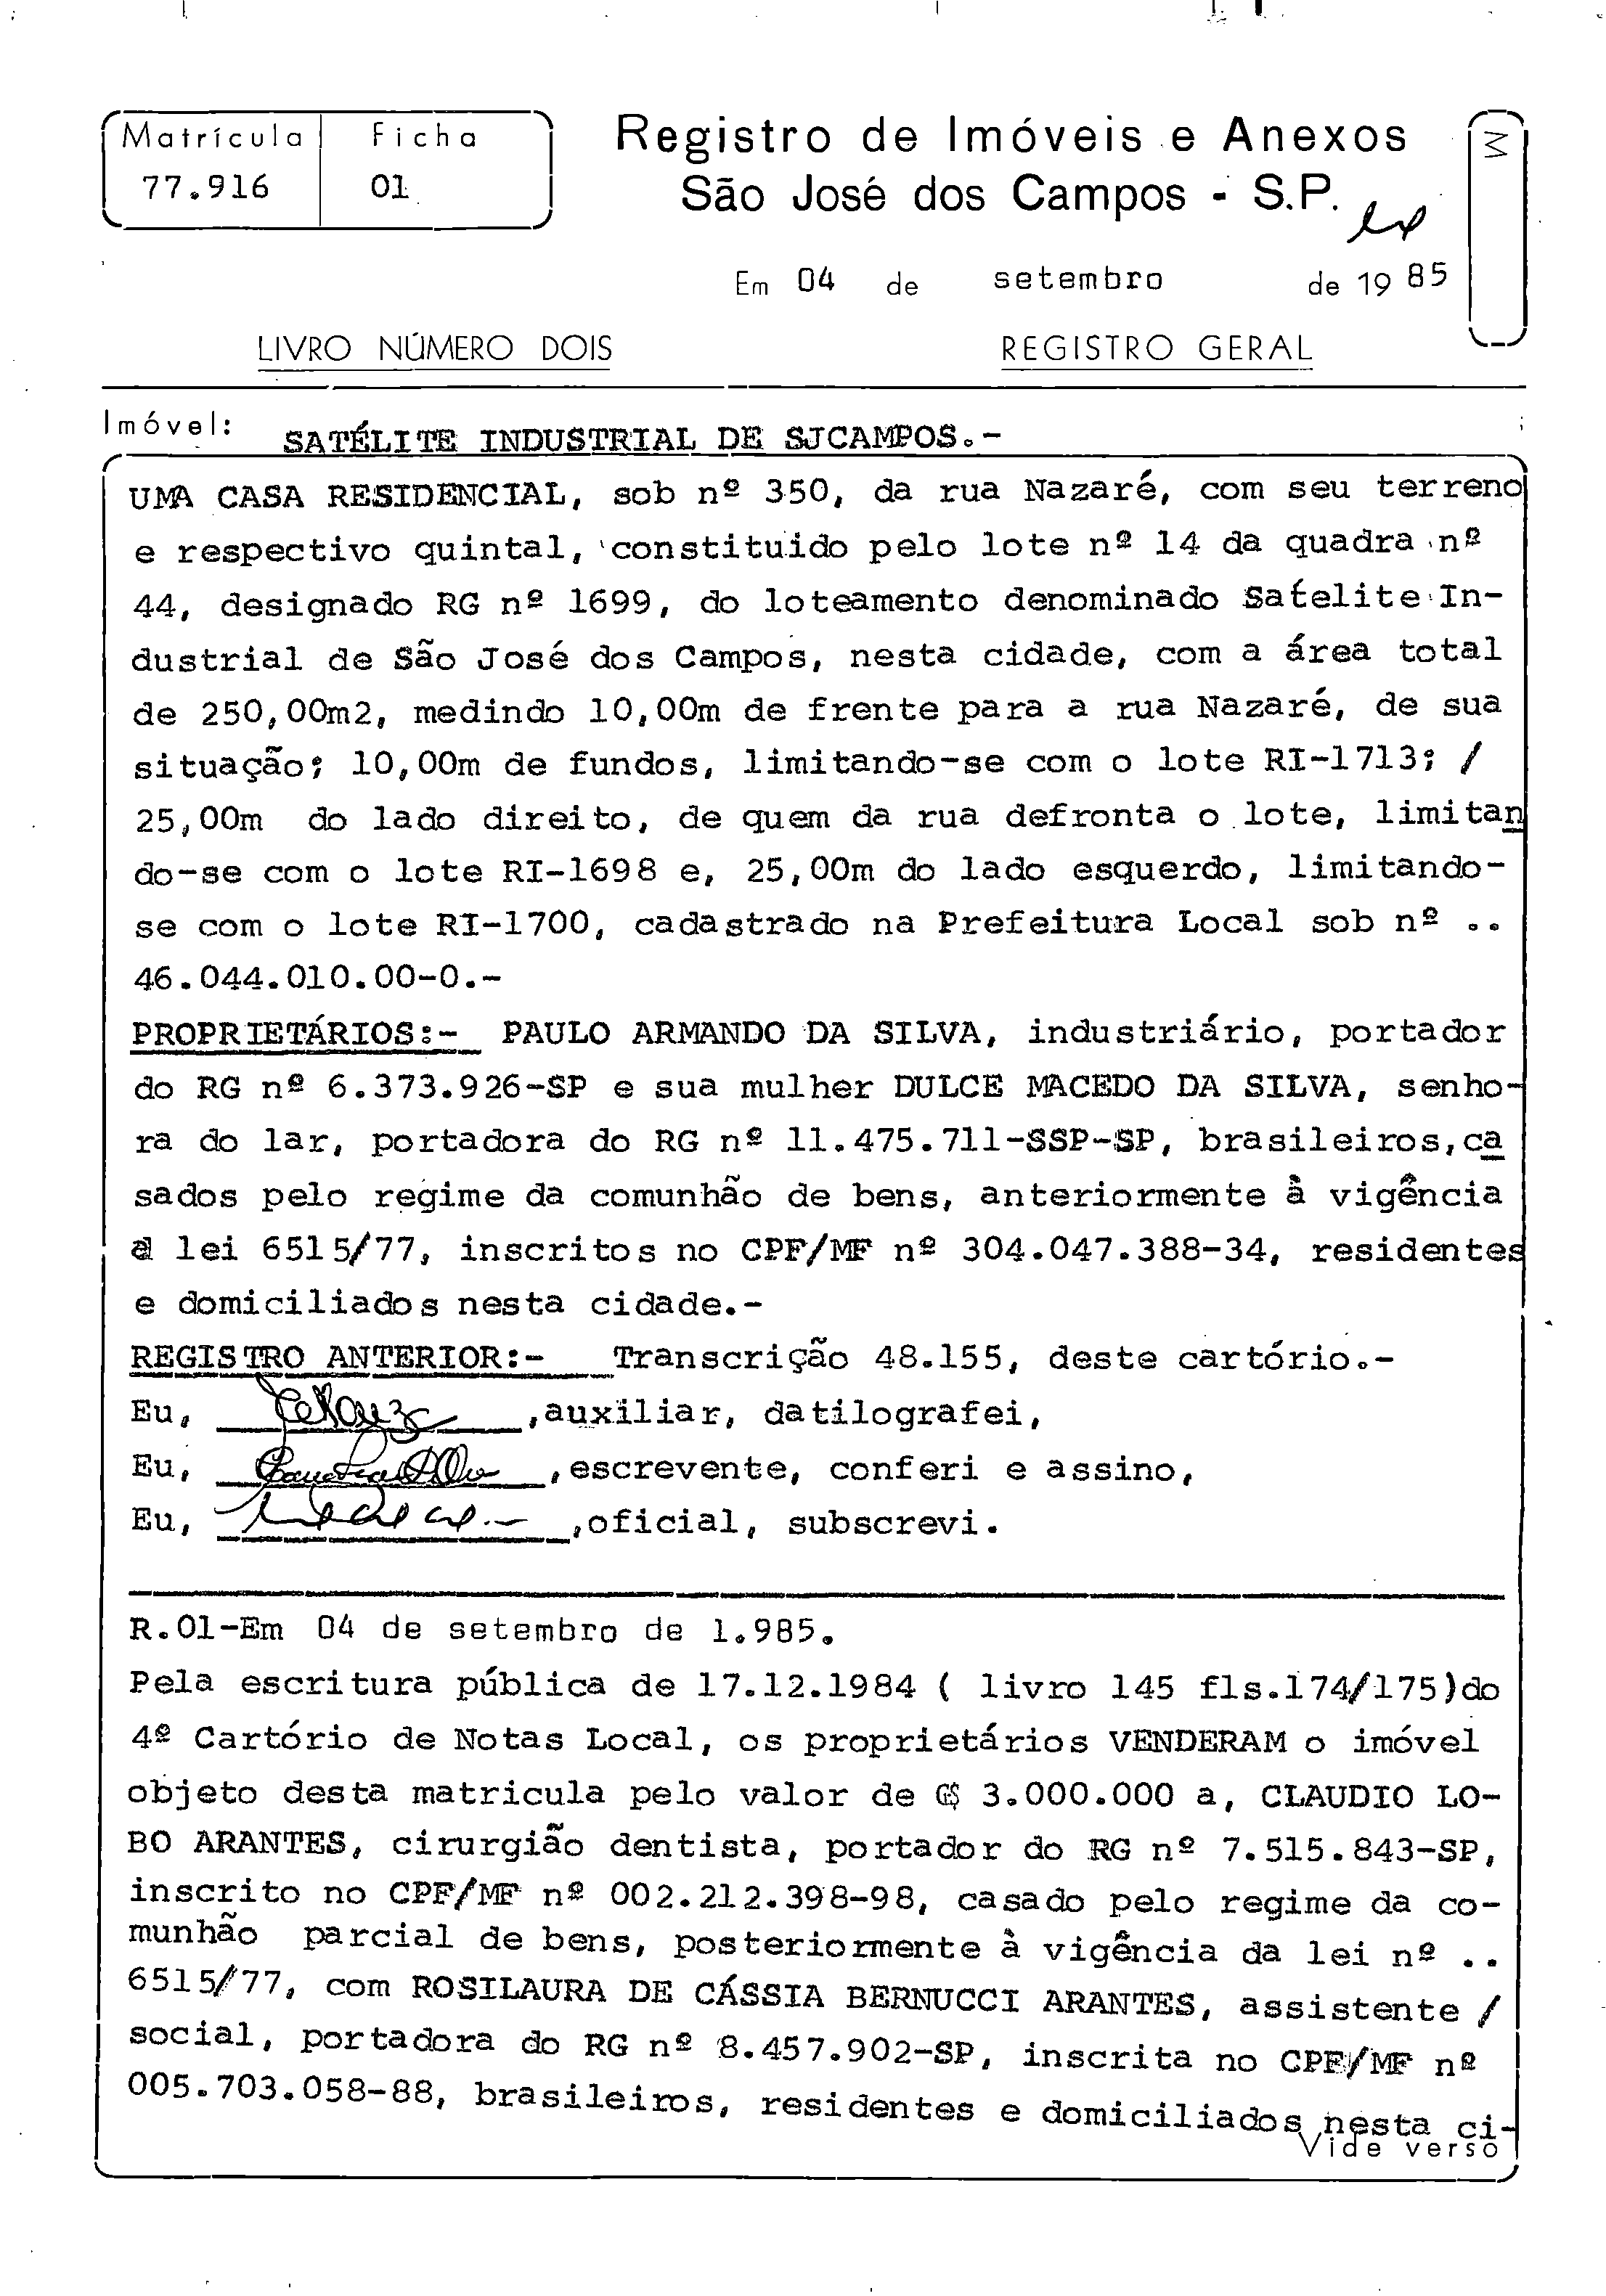 Matrícula Ficha
77.916 01
Registro de Imóveis e Anexos
São José dos Campos - S.P.
M
Em 04 de setembro de 19 85
LIVRO NÚMERO DOIS REGISTRO GERAL
Imóvel: SATÉLITE INDUSTRIAL DE SJCAMPOS.-
UMA CASA RESIDENCIAL, sob nº 350, da rua Nazaré, com seu terreno
e respectivo quintal, constituido pelo lote nº 14 da quadra nº
44, designado RG nº 1699, do loteamento denominado Satélite In-
dustrial de São José dos Campos, nesta cidade, com a área total
de 250,00m2, medindo 10,00m de frente para a rua Nazaré, de sua
situação; 10,00m de fundos, limitando-se com o lote RI-1713; /
25,00m do lado direito, de quem da rua defronta o lote, limitan
do-se com o lote RI-1698 e, 25,00m do lado esquerdo, limitando-
se com o lote RI-1700, cadastrado na Prefeitura Local sob nº ..
46.044.010.00-0.-
PROPRIETÁRIOS:- PAULO ARMANDO DA SILVA, industriário, portador
do RG nº 6.373.926-SP e sua mulher DULCE MACEDO DA SILVA, senho-
ra do lar, portadora do RG nº 11.475.711-SSP-SP, brasileiros,ca
sados pelo regime da comunhão de bens, anteriormente à vigência
lei 6515/77, inscritos no CPF/MF nº 304.047.388-34, residentes
e domiciliados nesta cidade.-
REGISTRO ANTERIOR:- Transcrição 48.155, deste cartório.-
Eu, ,auxiliar, datilografei,
Eu, ,escrevente, conferi e assino,
Eu, ,oficial, subscrevi.
R.01-Em 04 de setembro de 1.985.
Pela escritura pública de 17.12.1984 ( livro 145 fls.174/175)do
4º Cartório de Notas Local, os proprietários VENDERAM o imóvel
objeto desta matricula pelo valor de Cr$ 3.000.000 a, CLAUDIO LO-
BO ARANTES, cirurgião dentista, portador do RG nº 7.515.843-SP,
inscrito no CPF/MF nº 002.212.398-98, casado pelo regime da co-
munhão parcial de bens, posteriormente à vigência da lei nº ..
6515/77, com ROSILAURA DE CÁSSIA BERNUCCI ARANTES, assistente /
social, portadora do RG nº 8.457.902-SP, inscrita no CPF/MF nº
005.703.058-88, brasileiros, residentes e domiciliados nesta ci-
Vide verso